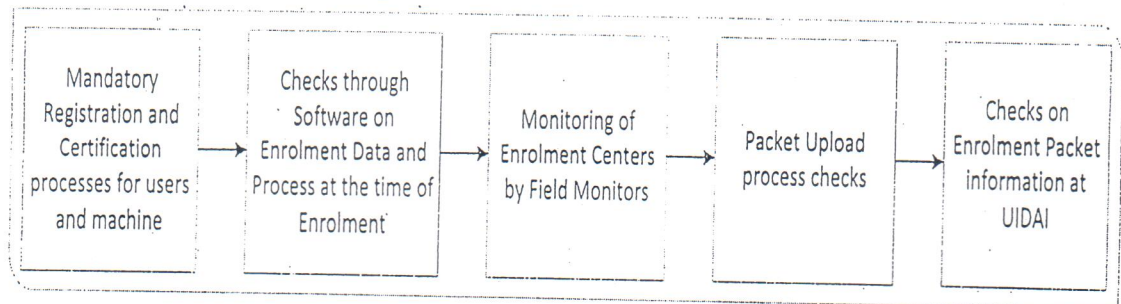 Mandatory
Registration and
Certification
processes for users
and machine
Checks through
Software on
Enrolment Data and
Process at the time of
Enrolment
Monitoring of
Enrolment Centers
by Field Monitors
Packet Upload
process checks
Checks on
Enrolment Packet
information at
UIDAI